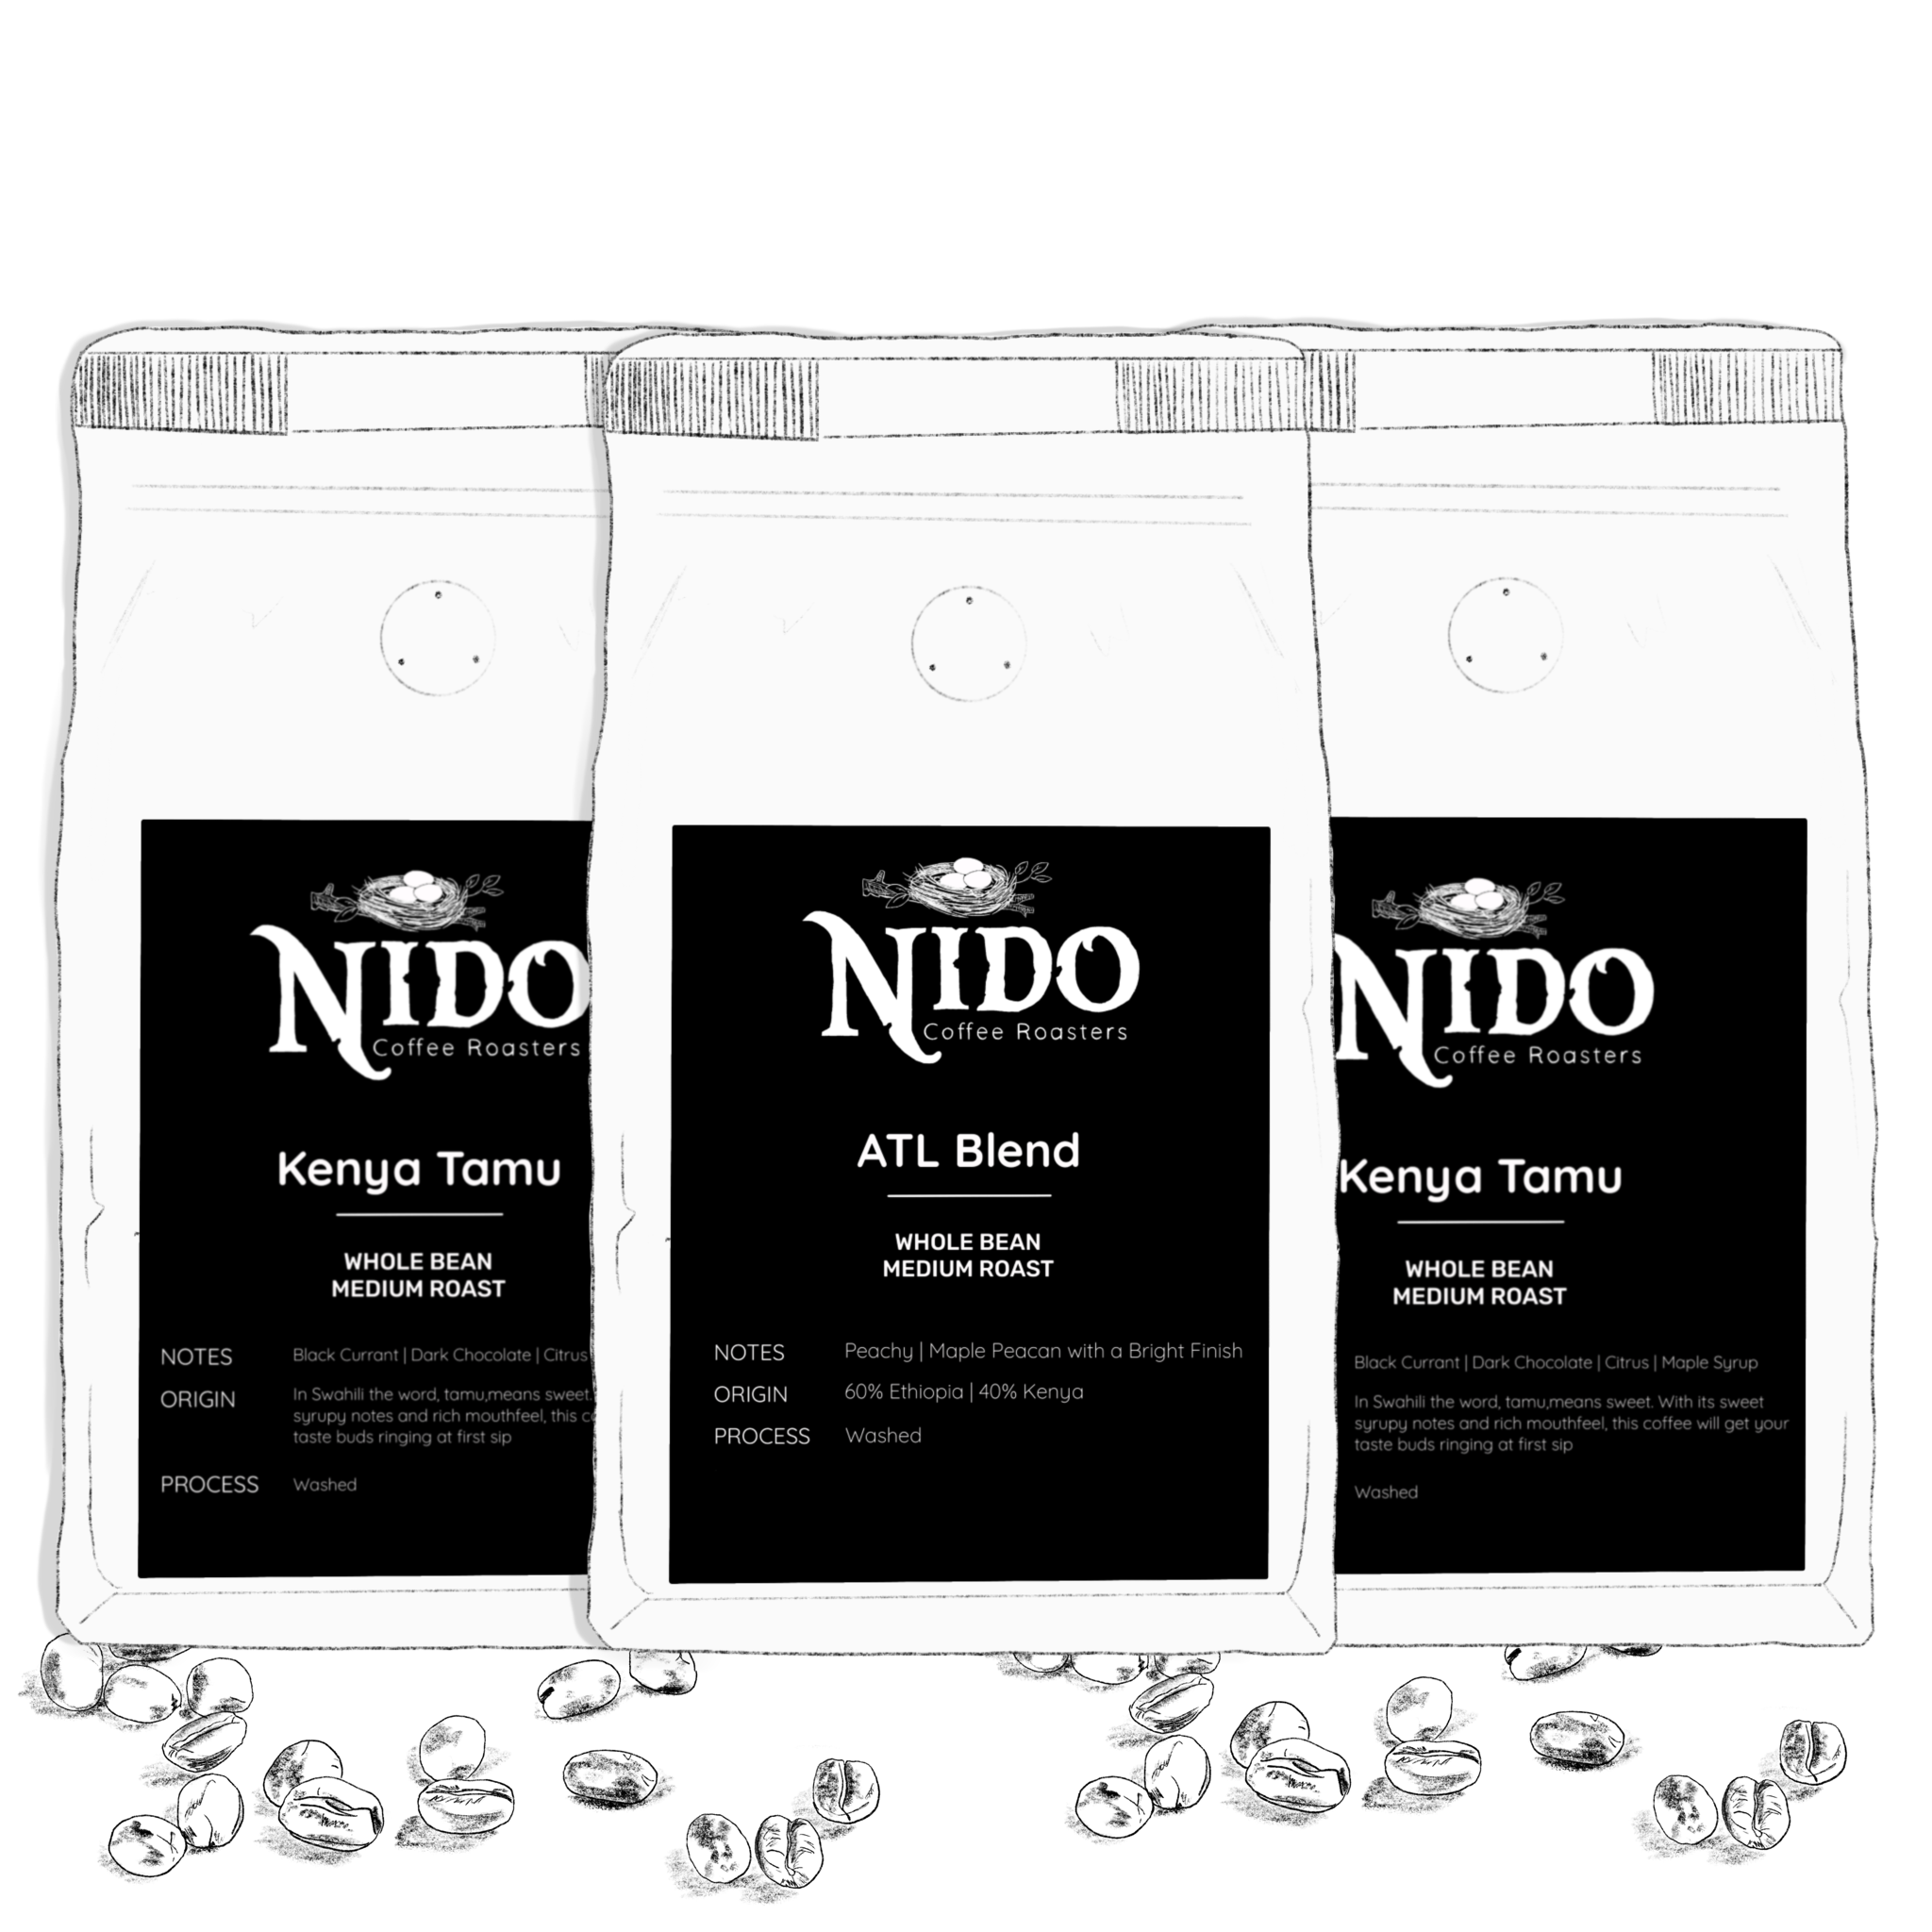 NIDO
Coffee Roasters
Kenya Tamu
WHOLE BEAN
MEDIUM ROAST
NOTES Black Currant | Dark Chocolate | Citrus
ORIGIN In Swahili the word, tamu,means sweet.
syrupy notes and rich mouthfeel, this
taste buds ringing at first sip
PROCESS Washed
NIDO
Coffee Roasters
ATL Blend
WHOLE BEAN
MEDIUM ROAST
NOTES Peachy | Maple Peacan with a Bright Finish
ORIGIN 60% Ethiopia | 40% Kenya
PROCESS Washed
NIDO
Coffee Roasters
Kenya Tamu
WHOLE BEAN
MEDIUM ROAST
Black Currant | Dark Chocolate | Citrus | Maple Syrup
In Swahili the word, tamu,means sweet. With its sweet
syrupy notes and rich mouthfeel, this coffee will get your
taste buds ringing at first sip
Washed